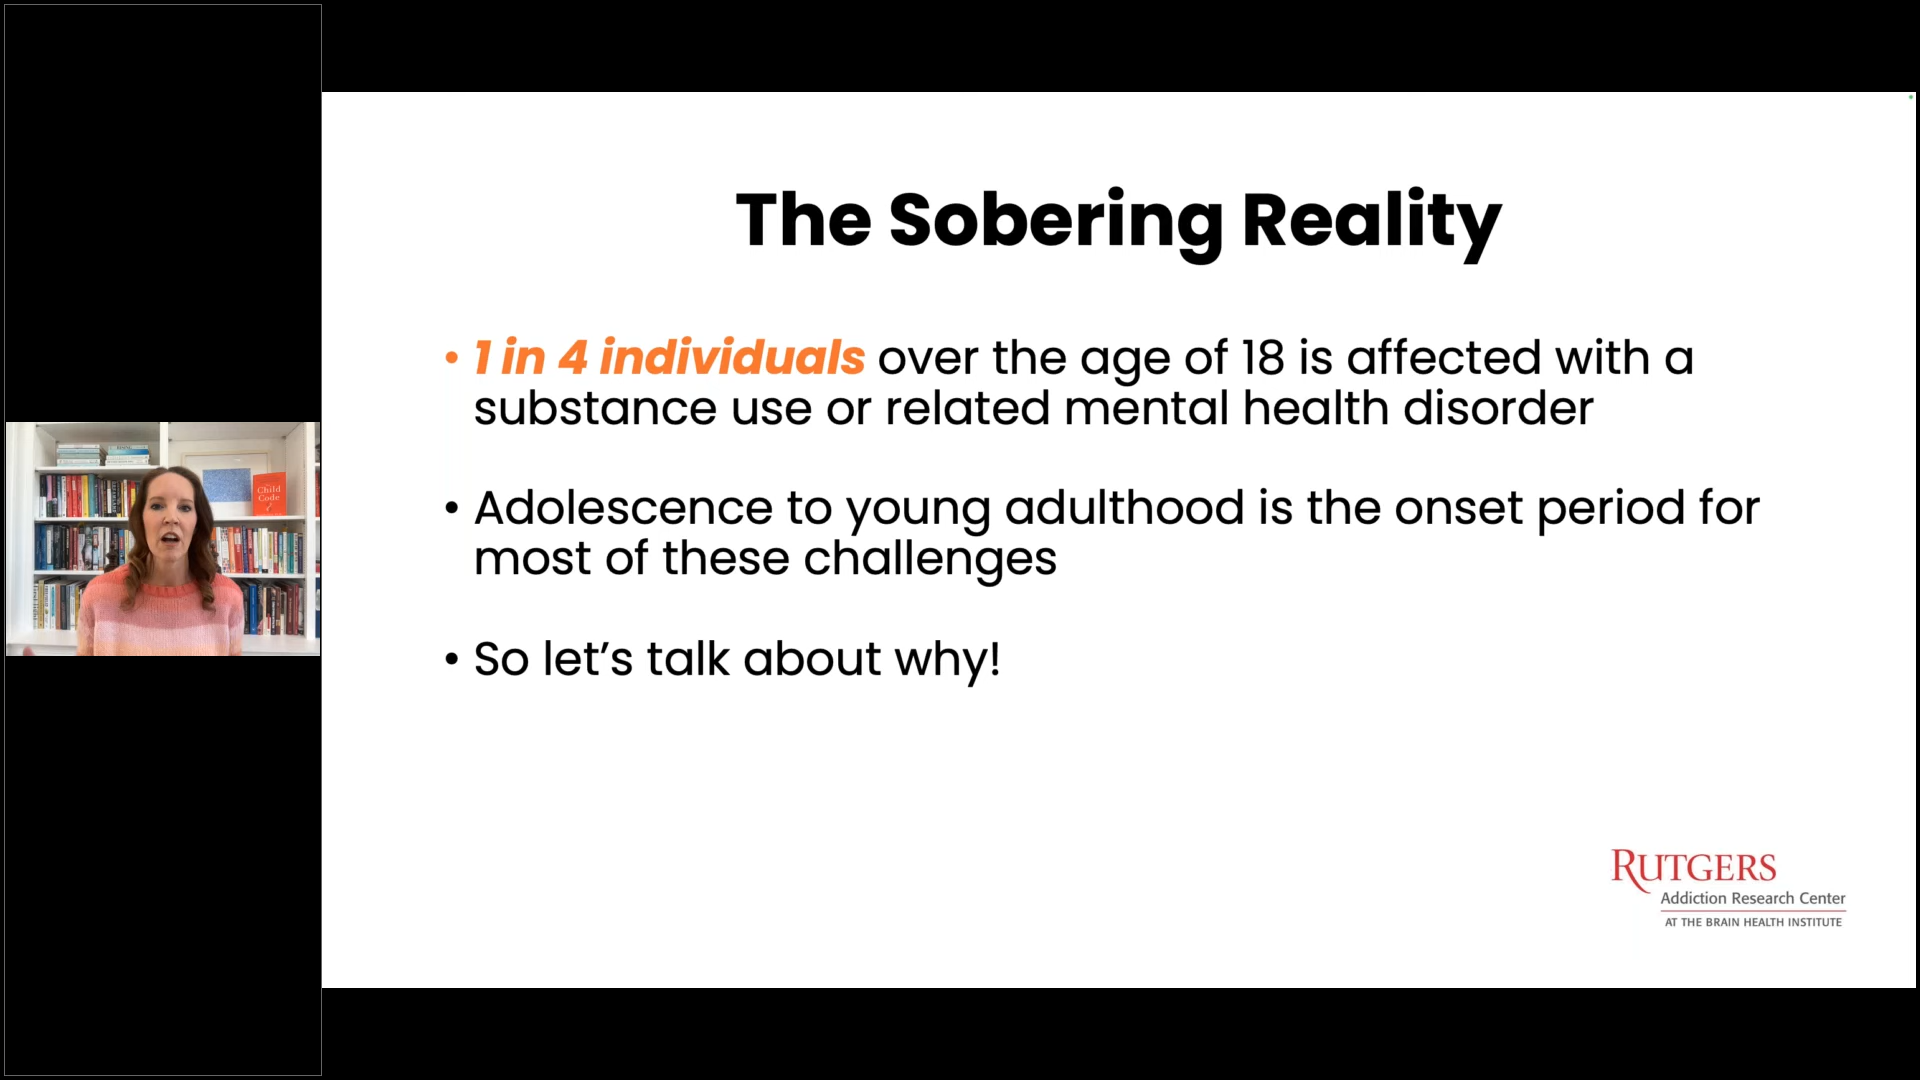 The Sobering Reality
• 1 in 4 individuals over the age of 18 is affected with a
substance use or related mental health disorder
• Adolescence to young adulthood is the onset period for
most of these challenges
• So let’s talk about why!
RUTGERS
Addiction Research Center
AT THE BRAIN HEALTH INSTITUTE
Child
Code